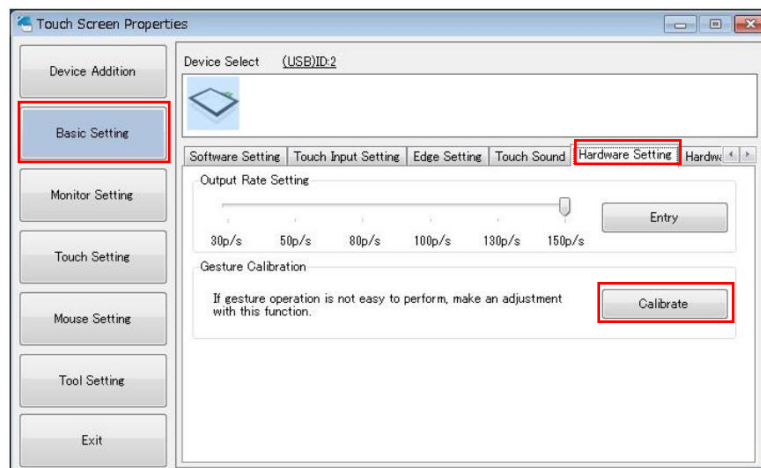 Touch Screen Properties
Device Addition
Basic Setting
Monitor Setting
Touch Setting
Mouse Setting
Tool Setting
Exit
Device Select (USB)ID:2
Software Setting Touch Input Setting Edge Setting Touch Sound Hardware Setting
Output Rate Setting
30p/s 50p/s 80p/s 100p/s 130p/s 150p/s
Entry
Gesture Calibration
If gesture operation is not easy to perform, make an adjustment
with this function.
Calibrate